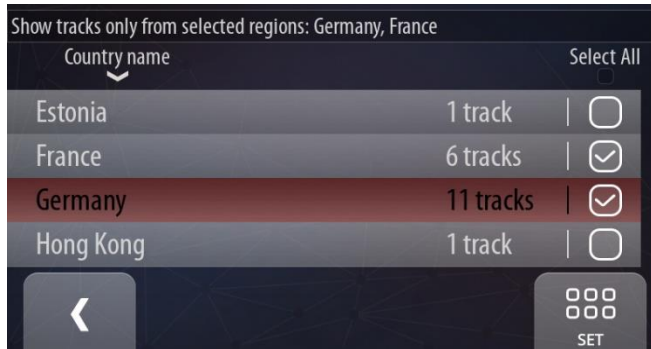 Show tracks only from selected regions: Germany, France
Country name Select All
Estonia 1 track
France 6 tracks
Germany 11 tracks
Hong Kong 1 track
SET